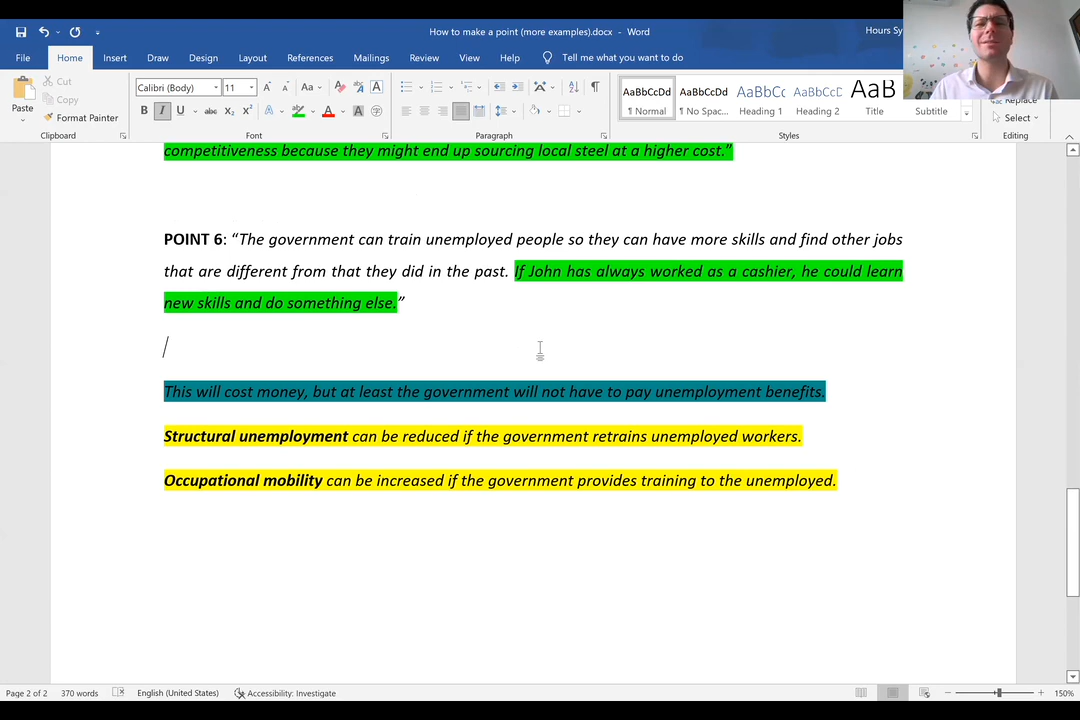 How to make a point (more examples).docx - Word
Hours Sy
File Home Insert Draw Design Layout References Mailings Review View Help Tell me what you want to do
Paste
Cut
Copy
Format Painter
Calibri (Body) 11
AaBbCcDd AaBbCcDd AaBbCc AaBbCcD AaB
¶ Normal ¶ No Spac... Heading 1 Heading 2 Title Subtitle
Replace
Select
Clipboard Font Paragraph Styles Editing
competitiveness because they might end up sourcing local steel at a higher cost.”
POINT 6: “The government can train unemployed people so they can have more skills and find other jobs
that are different from that they did in the past. If John has always worked as a cashier, he could learn
new skills and do something else.”
This will cost money, but at least the government will not have to pay unemployment benefits.
Structural unemployment can be reduced if the government retrains unemployed workers.
Occupational mobility can be increased if the government provides training to the unemployed.
Page 2 of 2 370 words English (United States) Accessibility: Investigate 150%